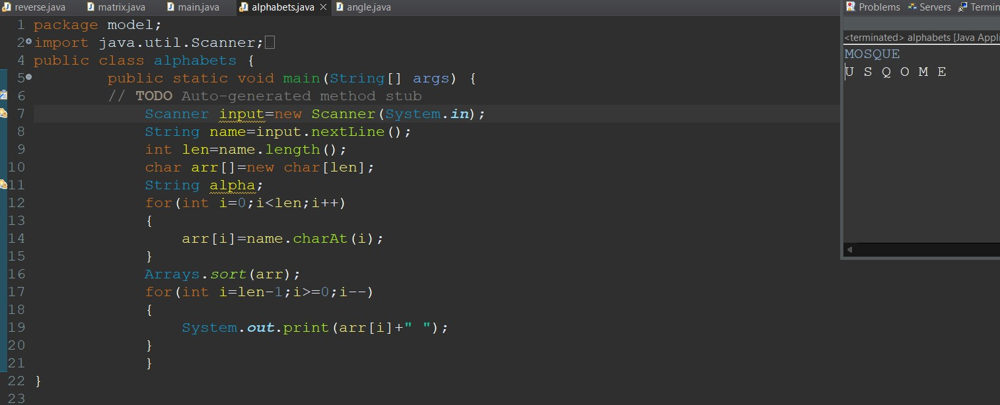 reverse.java matrix.java main.java alphabets.java angle.java
1 package model;
2 import java.util.Scanner;
4 public class alphabets {
5 public static void main(String[] args) {
6 // TODO Auto-generated method stub
7 Scanner input=new Scanner(System.in);
8 String name=input.nextLine();
9 int len=name.length();
10 char arr[]=new char[len];
11 String alpha;
12 for(int i=0;i<len;i++)
13 {
14 arr[i]=name.charAt(i);
15 }
16 Arrays.sort(arr);
17 for(int i=len-1;i>=0;i--)
18 {
19 System.out.print(arr[i]+" ");
20 }
21 }
22 }
23
Problems Servers Termin
<terminated> alphabets [Java Appli
MOSQUE
U S Q O M E